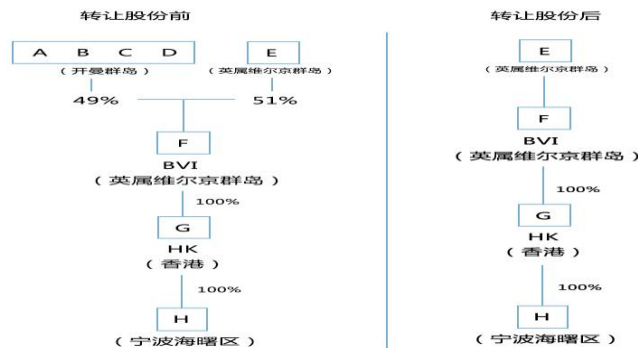 转让股份前
A B C D
（开曼群岛）
E
（英属维尔京群岛）
49%
51%
F
BVI
（英属维尔京群岛）
100%
G
HK
（香港）
100%
H
（宁波海曙区）
转让股份后
E
（英属维尔京群岛）
F
BVI
（英属维尔京群岛）
100%
G
HK
（香港）
100%
H
（宁波海曙区）